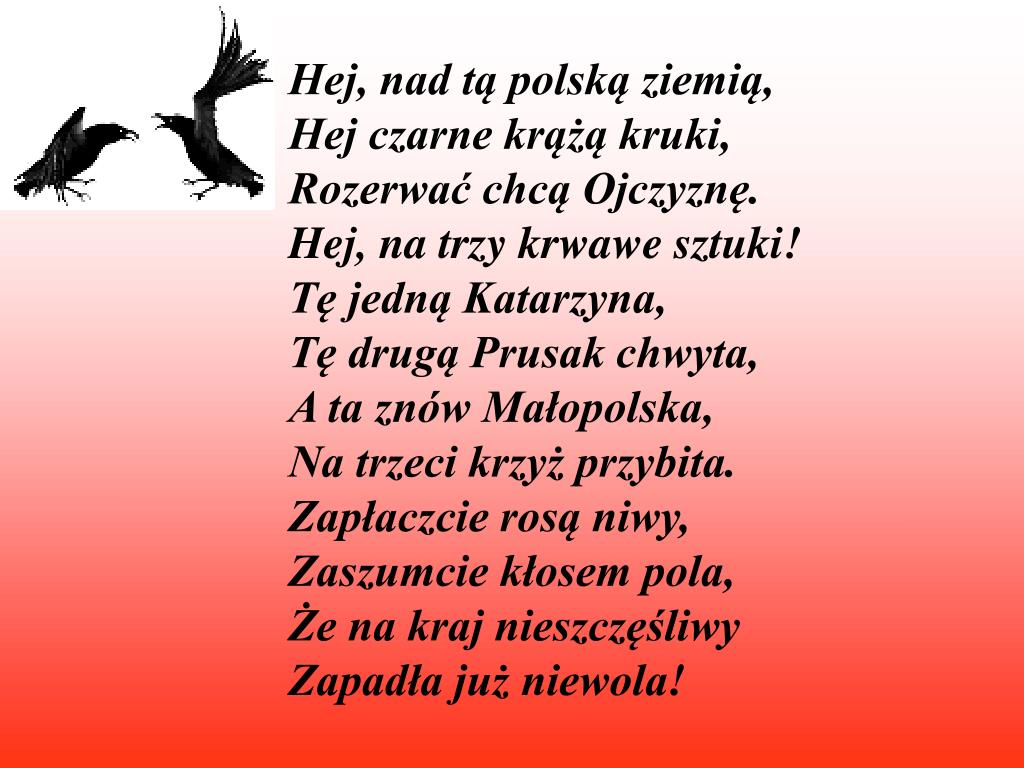 Hej, nad tą polską ziemią,
Hej czarne krążą kruki,
Rozerwać chcą Ojczyznę.
Hej, na trzy krwawe sztuki!
Tę jedną Katarzyna,
Tę drugą Prusak chwyta,
A ta znów Małopolska,
Na trzeci krzyż przybita.
Zapłaczcie rosą niwy,
Zaszumcie kłosem pola,
Że na kraj nieszczęśliwy
Zapadła już niewola!